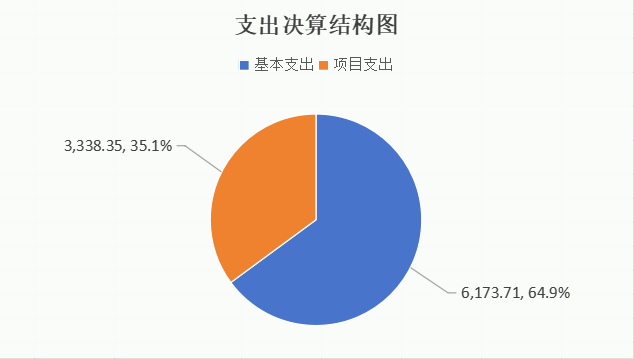 支出决算结构图
基本支出 项目支出
3,338.35, 35.1%
6,173.71, 64.9%